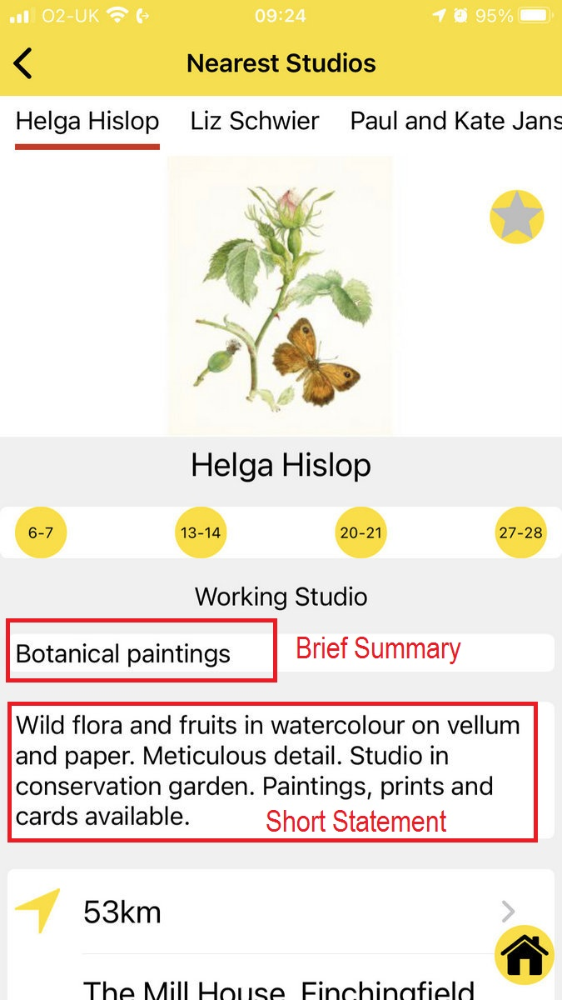 O2-UK 09:24 95%
Nearest Studios
Helga Hislop Liz Schwier Paul and Kate Jans
Helga Hislop
6-7 13-14 20-21 27-28
Working Studio
Botanical paintings Brief Summary
Wild flora and fruits in watercolour on vellum
and paper. Meticulous detail. Studio in
conservation garden. Paintings, prints and
cards available. Short Statement
53km
The Mill House, Finchingfield